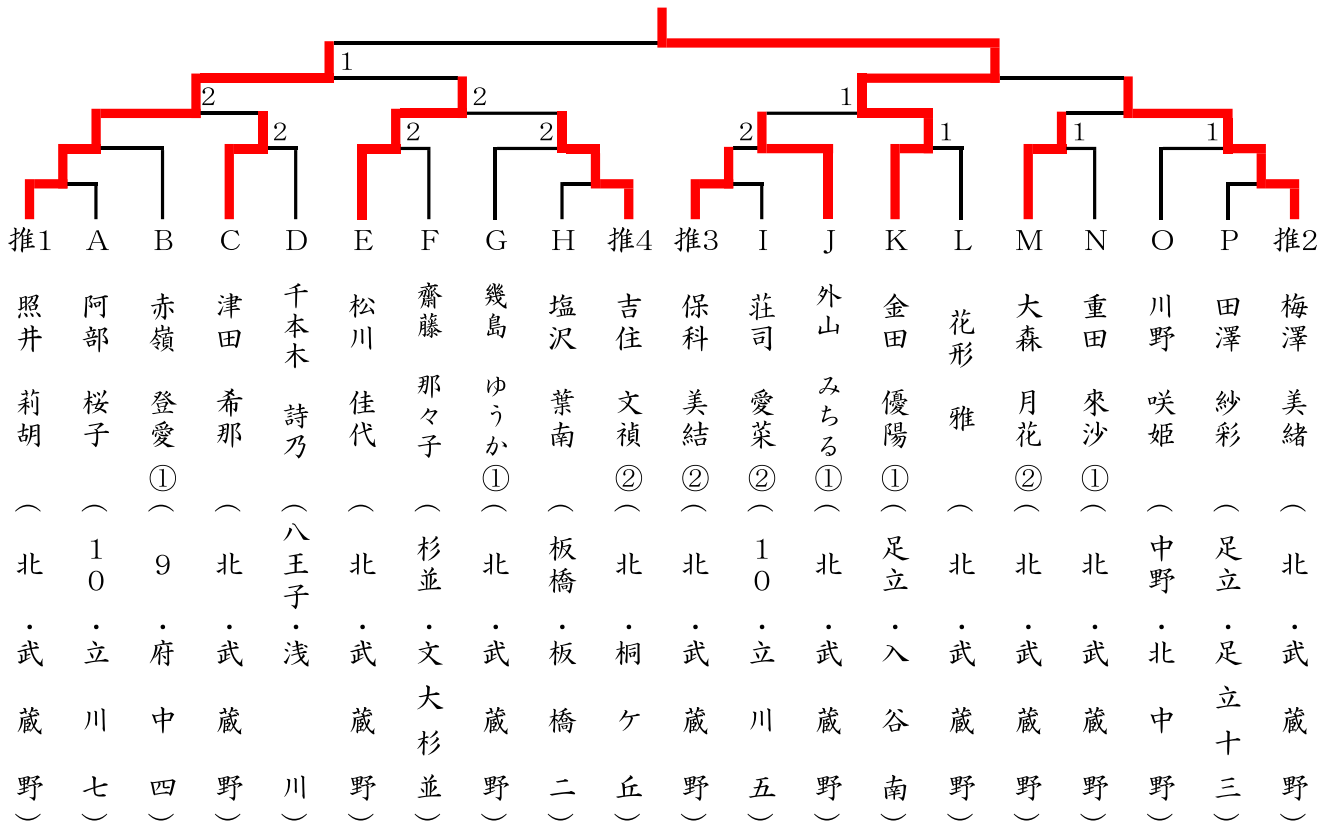 1
2
2
1
2
2
2
2
2
1
1
1
推1
A
B
C
D
E
F
G
H
推4
推3
I
J
K
L
M
N
O
P
推2
照井 莉胡 (北・武蔵野)
阿部 桜子 (10・立川七)
赤嶺 登愛① (9・府中四)
津田 希那 (北・武蔵野)
千本木 詩乃 (八王子・浅川)
松川 佳代 (北・武蔵野)
齋藤 那々子 (杉並・文大杉並)
幾島 ゆうか① (北・武蔵野)
塩沢 葉南 (板橋・板橋二)
吉住 文禎② (北・桐ケ丘)
保科 美結② (北・武蔵野)
荘司 愛菜② (10・立川五)
外山 みちる① (北・武蔵野)
金田 優陽① (足立・入谷南)
花形 雅 (北・武蔵野)
大森 月花② (北・武蔵野)
重田 來沙① (北・武蔵野)
川野 咲姫 (中野・北中野)
田澤 紗彩 (足立・足立十三)
梅澤 美緒 (北・武蔵野)